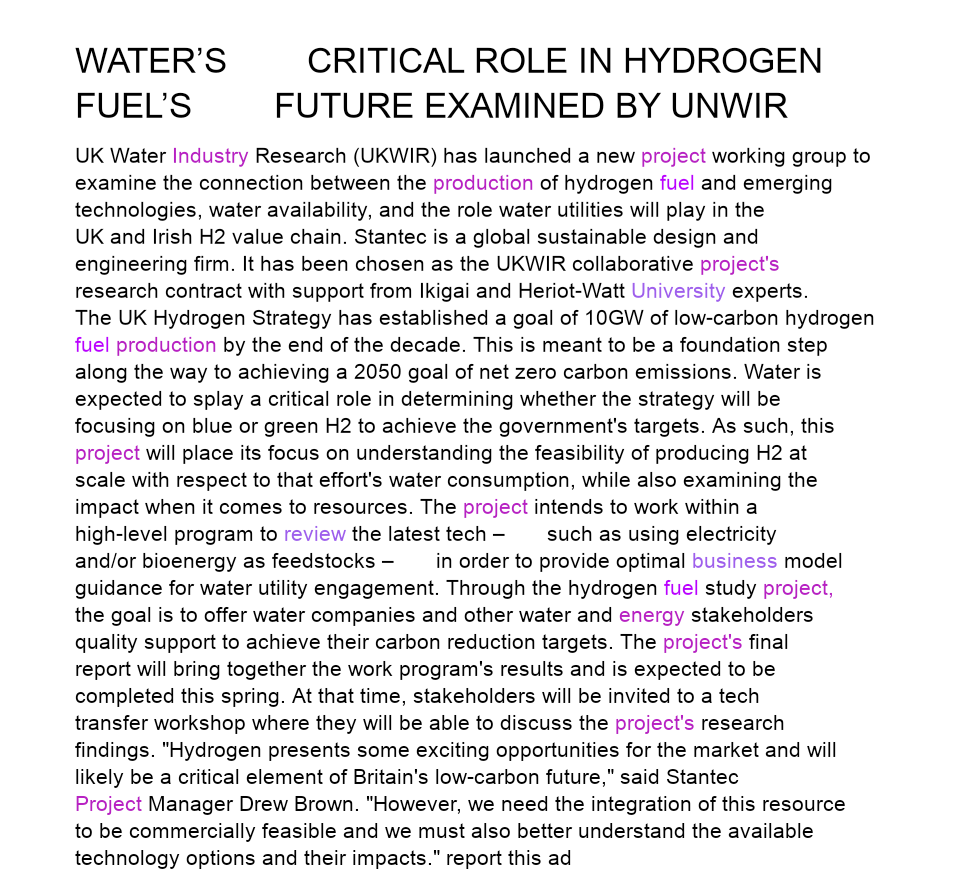 WATER’S CRITICAL ROLE IN HYDROGEN
FUEL’S FUTURE EXAMINED BY UNWIR
UK Water Industry Research (UKWIR) has launched a new project working group to
examine the connection between the production of hydrogen fuel and emerging
technologies, water availability, and the role water utilities will play in the
UK and Irish H2 value chain. Stantec is a global sustainable design and
engineering firm. It has been chosen as the UKWIR collaborative project's
research contract with support from Ikigai and Heriot-Watt University experts.
The UK Hydrogen Strategy has established a goal of 10GW of low-carbon hydrogen
fuel production by the end of the decade. This is meant to be a foundation step
along the way to achieving a 2050 goal of net zero carbon emissions. Water is
expected to splay a critical role in determining whether the strategy will be
focusing on blue or green H2 to achieve the government's targets. As such, this
project will place its focus on understanding the feasibility of producing H2 at
scale with respect to that effort's water consumption, while also examining the
impact when it comes to resources. The project intends to work within a
high-level program to review the latest tech – such as using electricity
and/or bioenergy as feedstocks – in order to provide optimal business model
guidance for water utility engagement. Through the hydrogen fuel study project,
the goal is to offer water companies and other water and energy stakeholders
quality support to achieve their carbon reduction targets. The project's final
report will bring together the work program's results and is expected to be
completed this spring. At that time, stakeholders will be invited to a tech
transfer workshop where they will be able to discuss the project's research
findings. "Hydrogen presents some exciting opportunities for the market and will
likely be a critical element of Britain's low-carbon future," said Stantec
Project Manager Drew Brown. "However, we need the integration of this resource
to be commercially feasible and we must also better understand the available
technology options and their impacts." report this ad